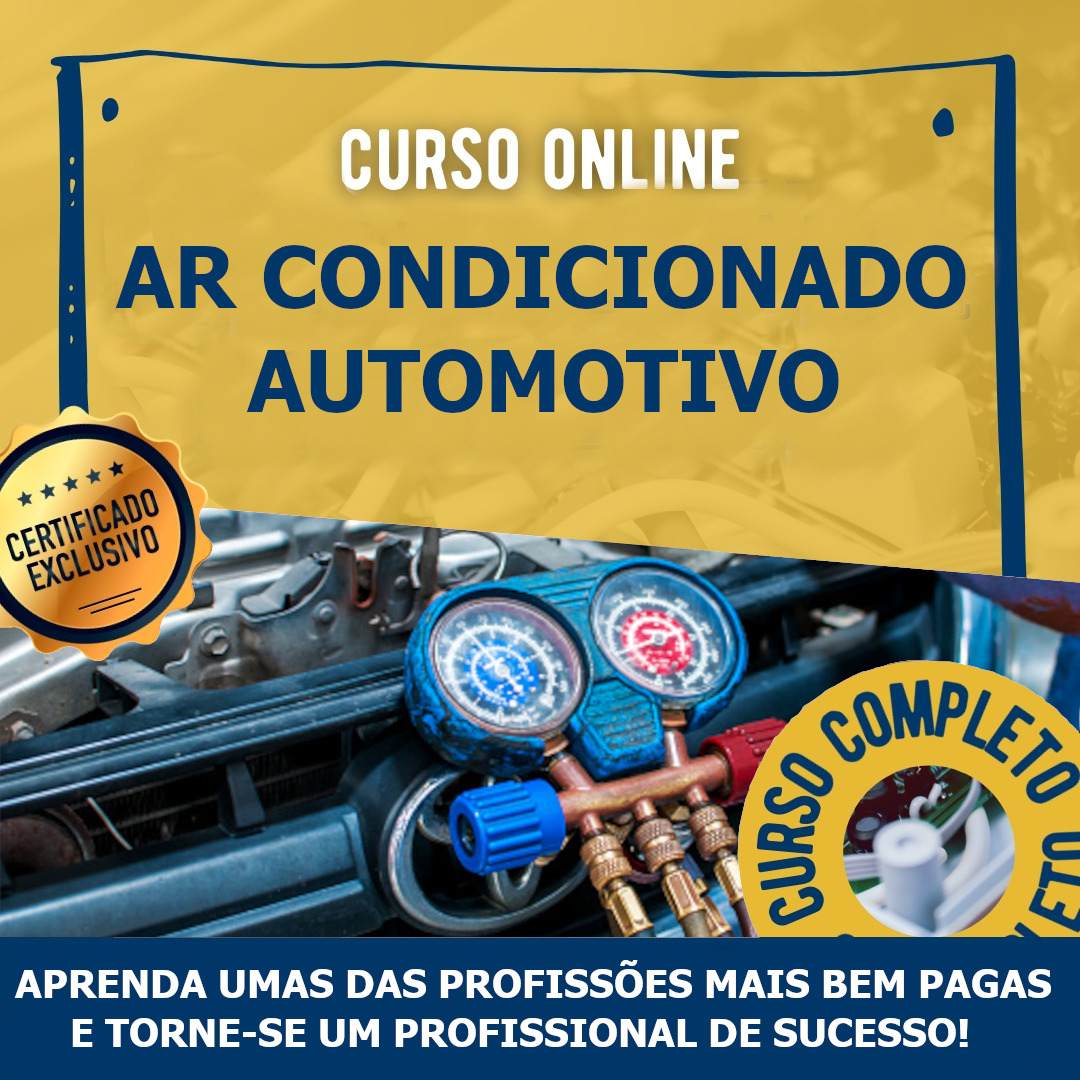 CURSO ONLINE
AR CONDICIONADO
AUTOMOTIVO
CERTIFICADO
EXCLUSIVO
CURSO COMPLETO
APRENDA UMAS DAS PROFISSÕES MAIS BEM PAGAS
E TORNE-SE UM PROFISSIONAL DE SUCESSO!